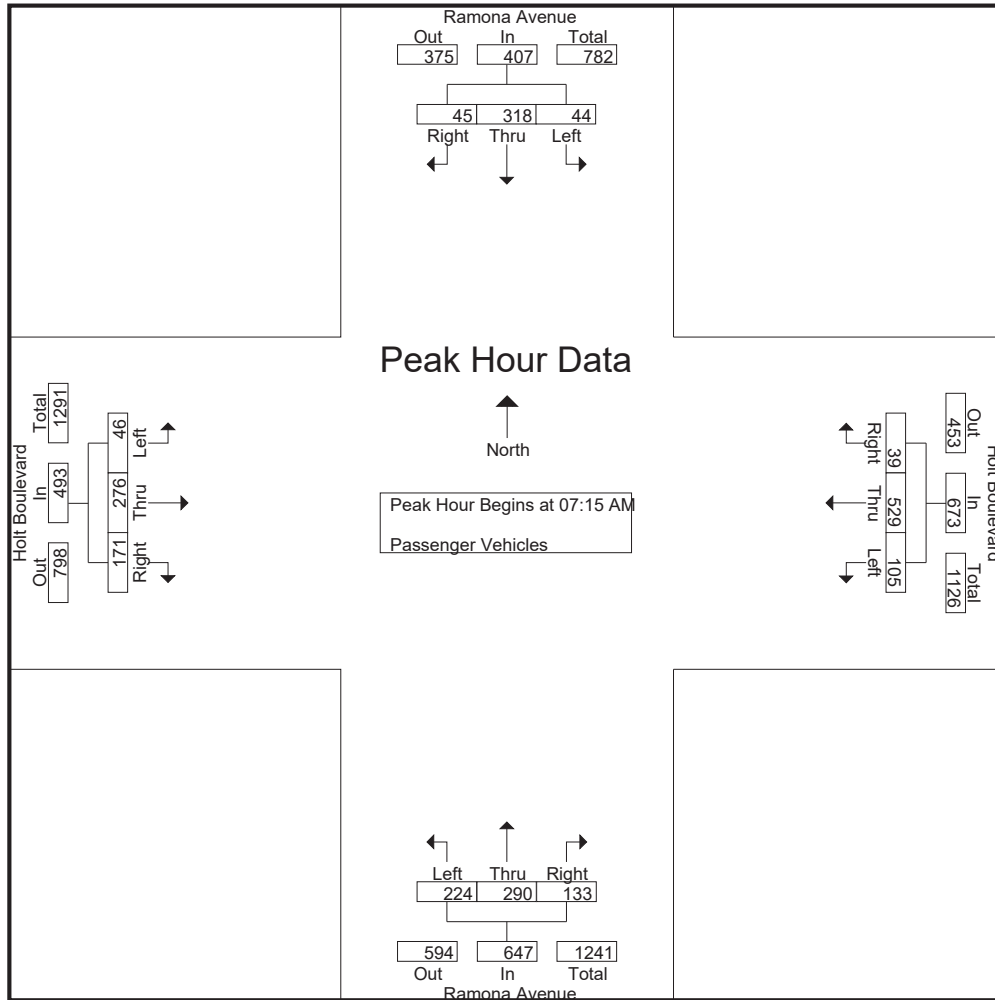 Ramona Avenue
Out In Total
375 407 782
45 318 44
Right Thru Left
Peak Hour Data
North
Peak Hour Begins at 07:15 AM
Passenger Vehicles
Holt Boulevard
Out In Total
798 493 1291
Right Thru Left
171 276 46
Holt Boulevard
Out In Total
453 673 1126
Right Thru Left
39 529 105
Left Thru Right
224 290 133
594 647 1241
Out In Total
Ramona Avenue